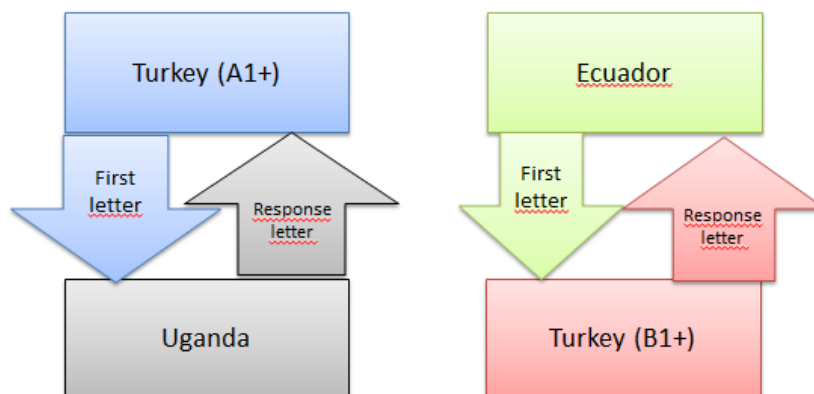 Turkey (A1+)
First
letter
Response
letter
Uganda
Ecuador
First
letter
Response
letter
Turkey (B1+)